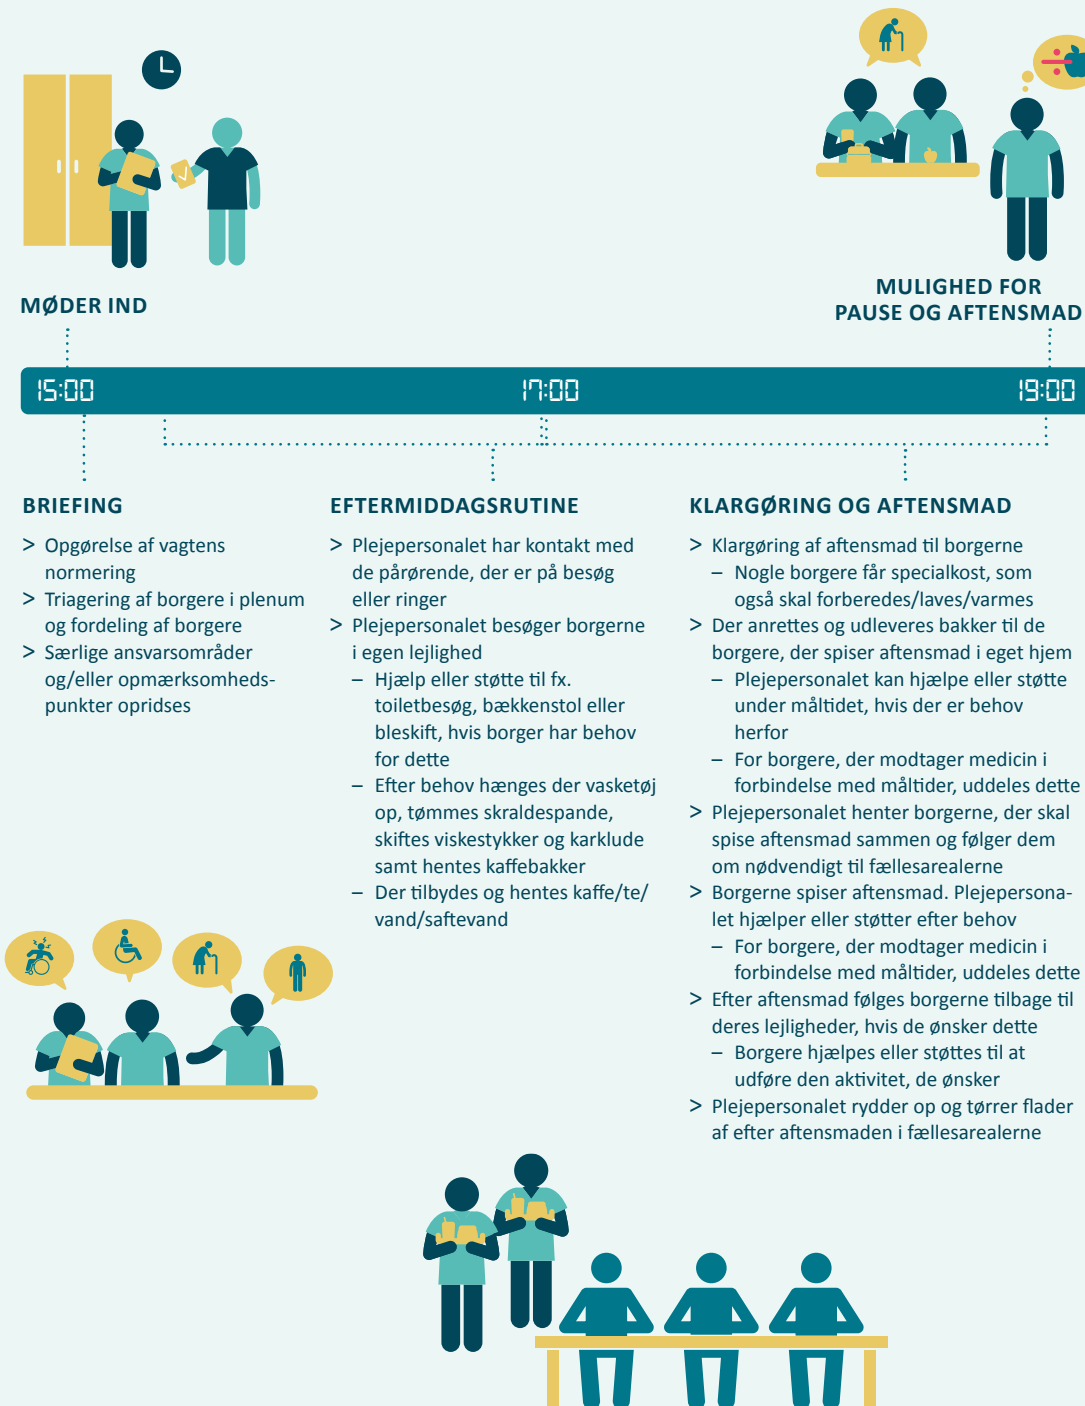 MØDER IND
MULIGHED FOR
PAUSE OG AFTENSMAD
15:00
17:00
19:00
BRIEFING
> Opgørelse af vagtens
normering
> Triagering af borgere i plenum
og fordeling af borgere
> Særlige ansvarsområder
og/eller opmærksomheds-
punkter opridses
EFTERMIDDAGSRUTINE
> Plejepersonalet har kontakt med
de pårørende, der er på besøg
eller ringer
> Plejepersonalet besøger borgerne
i egen lejlighed
– Hjælp eller støtte til fx.
toiletbesøg, bækkenstol eller
bleskift, hvis borger har behov
for dette
– Efter behov hænges der vasketøj
op, tømmes skraldespande,
skiftes viskestykker og karklude
samt hentes kaffebakker
– Der tilbydes og hentes kaffe/te/
vand/saftevand
KLARGØRING OG AFTENSMAD
> Klargøring af aftensmad til borgerne
– Nogle borgere får specialkost, som
også skal forberedes/laves/varmes
> Der anrettes og udleveres bakker til de
borgere, der spiser aftensmad i eget hjem
– Plejepersonalet kan hjælpe eller støtte
under måltidet, hvis der er behov
herfor
– For borgere, der modtager medicin i
forbindelse med måltider, uddeles dette
> Plejepersonalet henter borgerne, der skal
spise aftensmad sammen og følger dem
om nødvendigt til fællesarealerne
> Borgerne spiser aftensmad. Plejepersona-
let hjælper eller støtter efter behov
– For borgere, der modtager medicin i
forbindelse med måltider, uddeles dette
> Efter aftensmad følges borgerne tilbage til
deres lejligheder, hvis de ønsker dette
– Borgere hjælpes eller støttes til at
udføre den aktivitet, de ønsker
> Plejepersonalet rydder op og tørrer flader
af efter aftensmaden i fællesarealerne